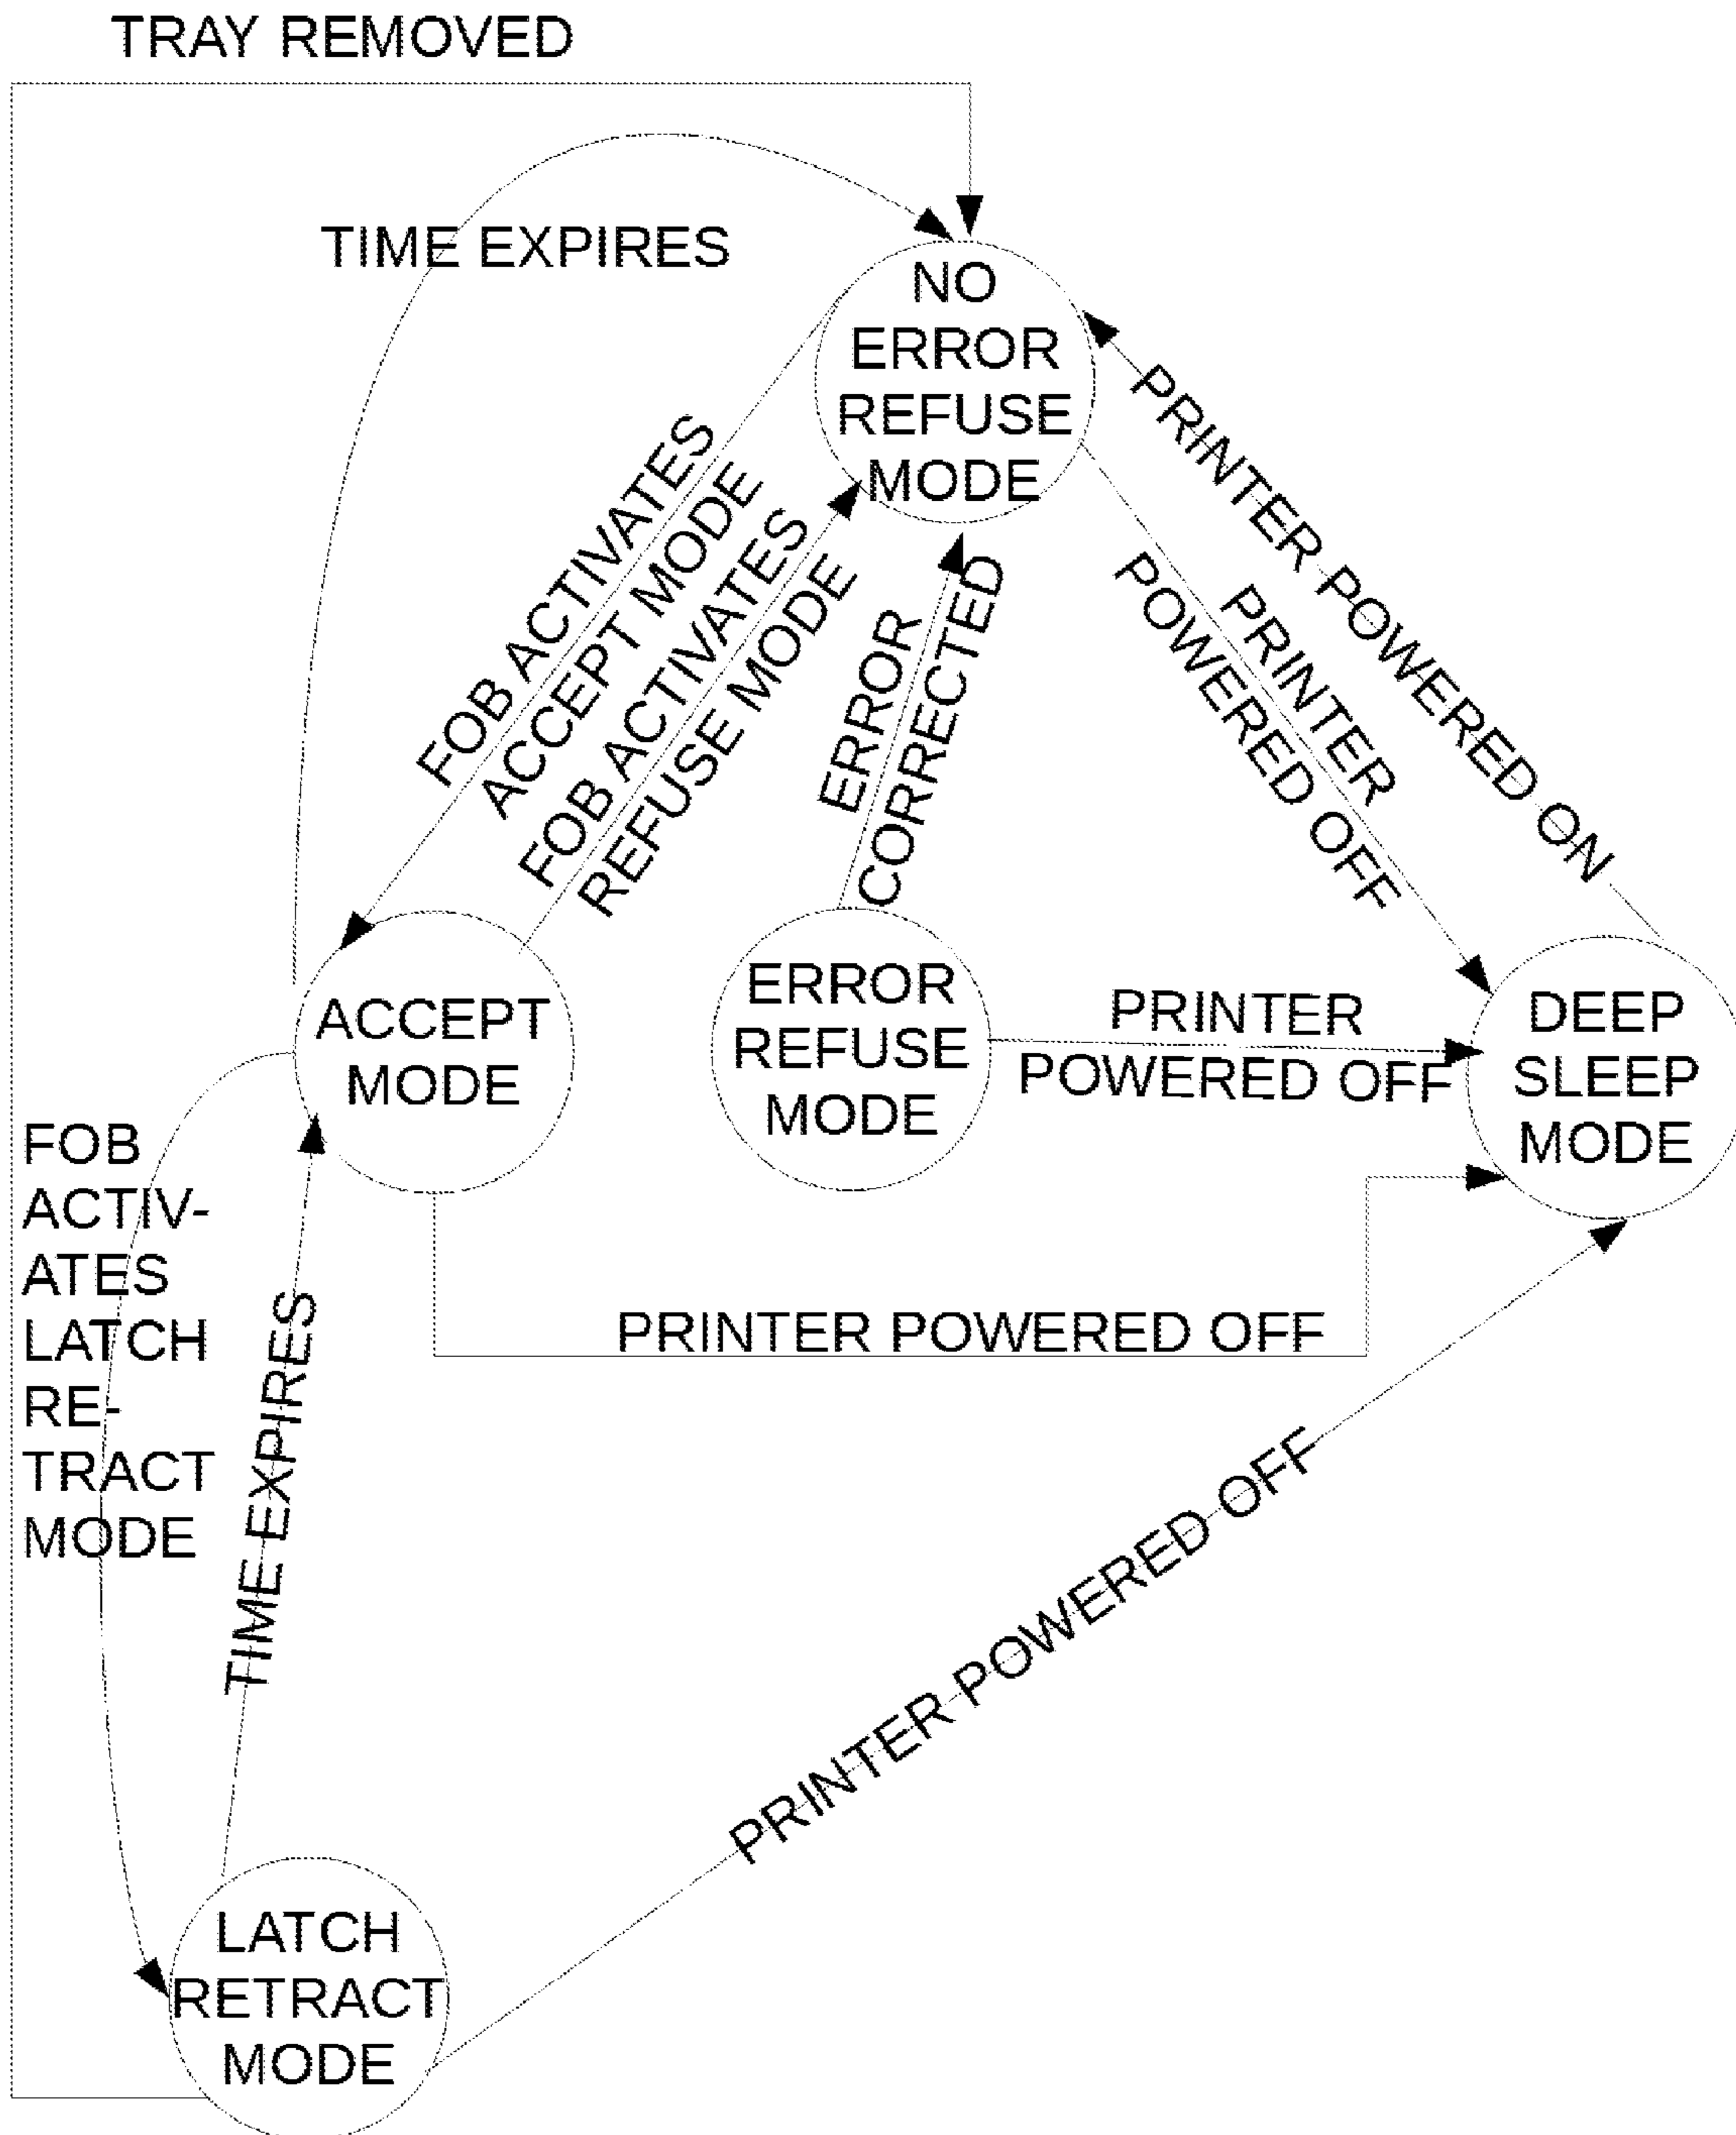 TRAY REMOVED
TIME EXPIRES
NO
ERROR
REFUSE
MODE
PRINTER POWERED ON
PRINTER
POWERED OFF
FOB ACTIVATES
ACCEPT MODE
FOB ACTIVATES
REFUSE MODE
ERROR
CORRECTED
ACCEPT
MODE
ERROR
REFUSE
MODE
PRINTER
POWERED OFF
DEEP
SLEEP
MODE
FOB
ACTIV-
ATES
LATCH
RE-
TRACT
MODE
TIME EXPIRES
PRINTER POWERED OFF
PRINTER POWERED OFF
LATCH
RETRACT
MODE